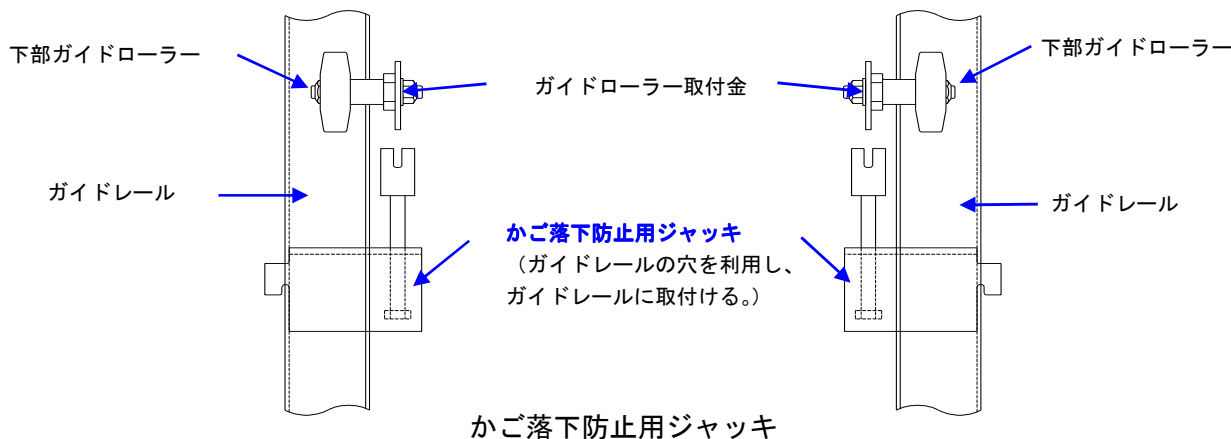 下部ガイドローラー
ガイドローラー取付金
下部ガイドローラー
ガイドレール
ガイドレール
かご落下防止用ジャッキ
（ガイドレールの穴を利用し、
ガイドレールに取付ける。）
かご落下防止用ジャッキ